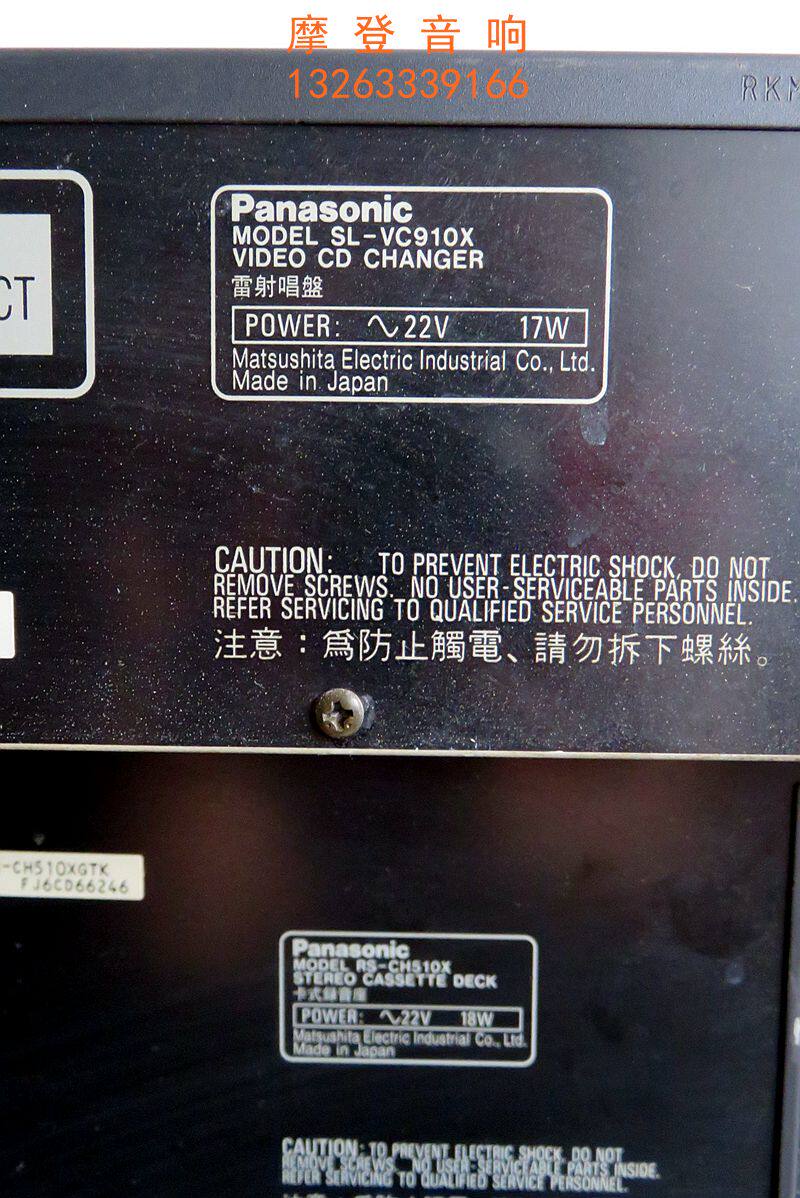 摩登音响
13263339166
RKM
CT
Panasonic
MODEL SL-VC910X
VIDEO CD CHANGER
雷射唱盤
POWER: ∿22V 17W
Matsushita Electric Industrial Co., Ltd.
Made in Japan
CAUTION: TO PREVENT ELECTRIC SHOCK, DO NOT
REMOVE SCREWS. NO USER-SERVICEABLE PARTS INSIDE.
REFER SERVICING TO QUALIFIED SERVICE PERSONNEL.
注意：爲防止觸電、請勿拆下螺絲。
-CH510XGTK
FJ6CD66246
Panasonic
MODEL RS-CH510X
STEREO CASSETTE DECK
卡式錄音座
POWER: ∿22V 18W
Matsushita Electric Industrial Co., Ltd.
Made in Japan
CAUTION: TO PREVENT ELECTRIC SHOCK, DO NOT
REMOVE SCREWS. NO USER-SERVICEABLE PARTS INSIDE.
REFER SERVICING TO QUALIFIED SERVICE PERSONNEL.